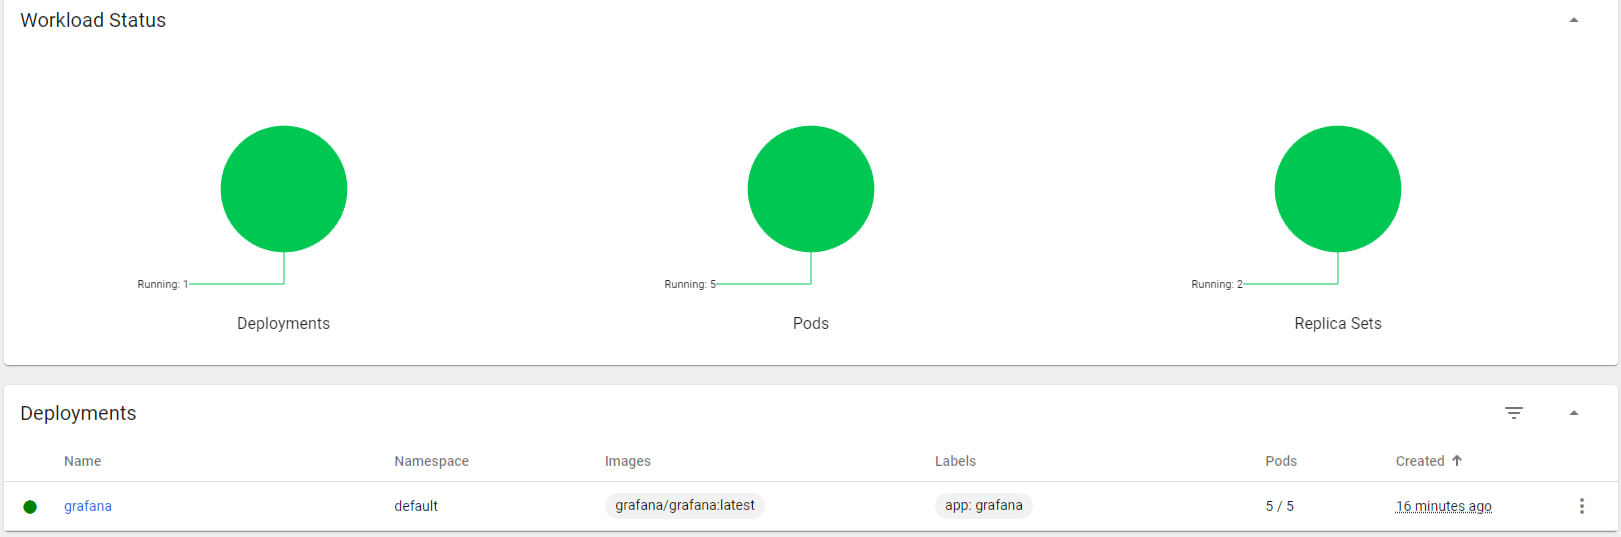 Workload Status
Running: 1
Running: 5
Running: 2
Deployments
Pods
Replica Sets
Deployments
Name Namespace Images Labels Pods Created
grafana default grafana/grafana:latest app: grafana 5 / 5 16 minutes ago